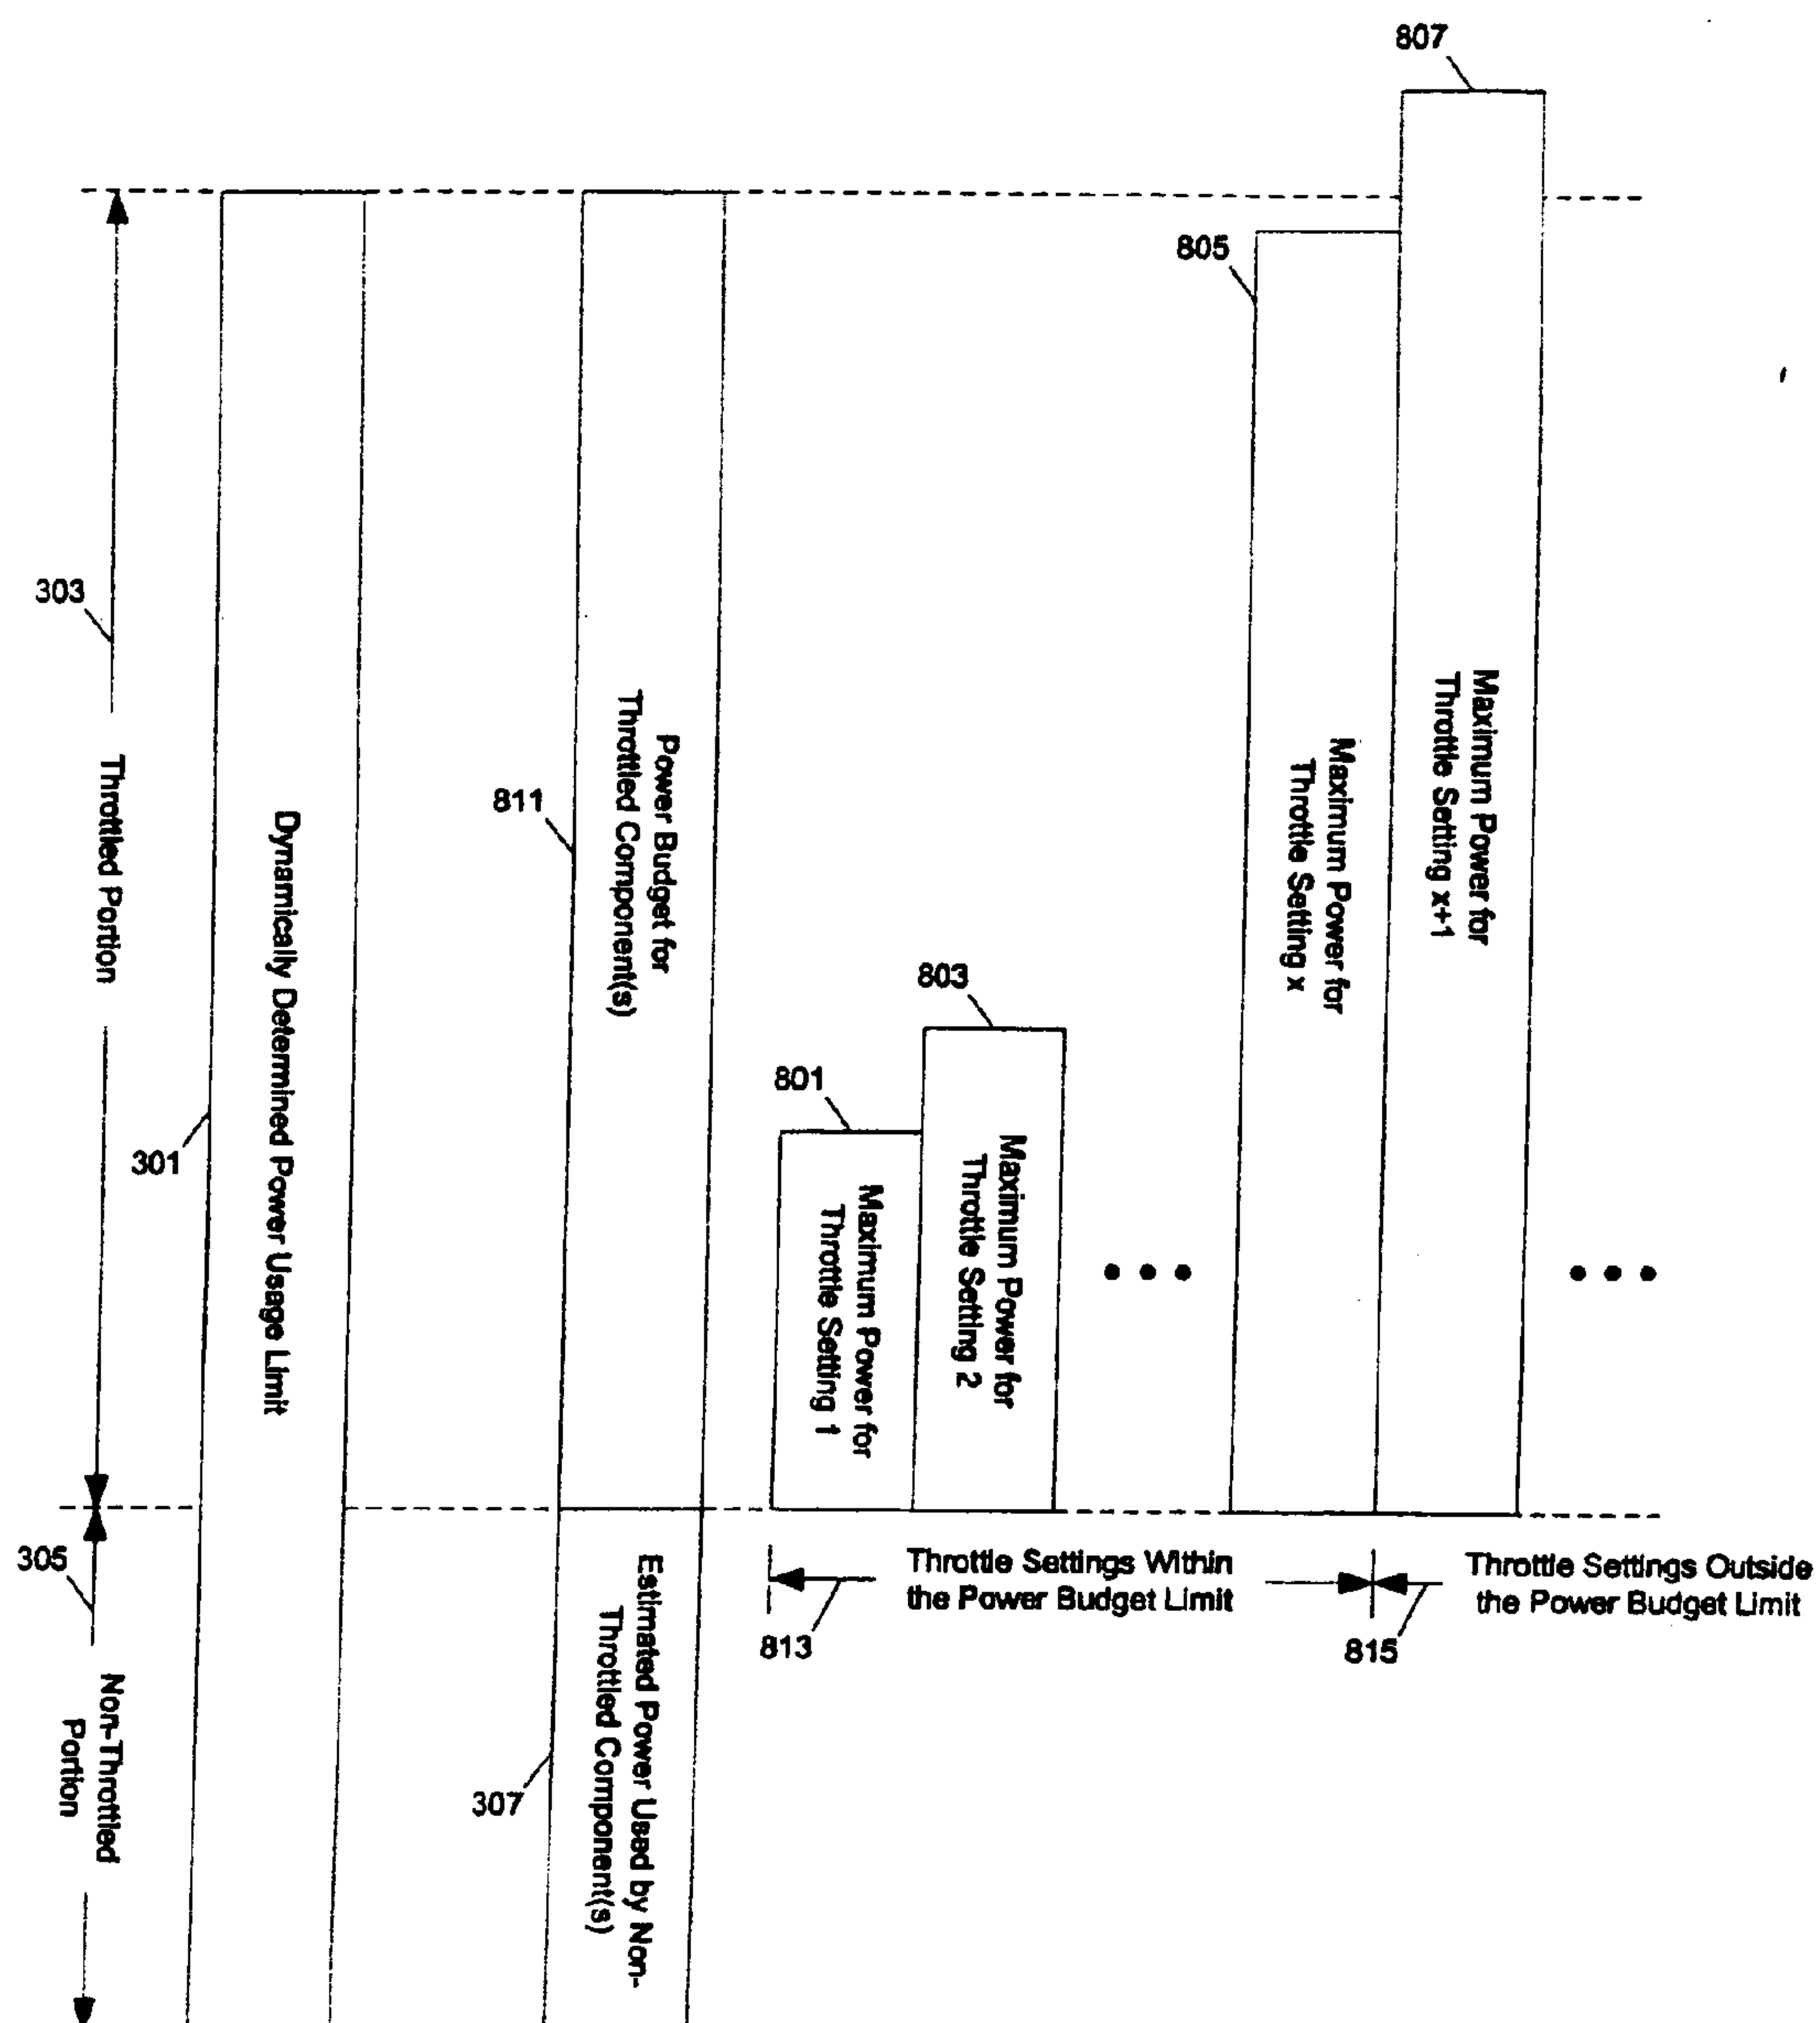 807
805
303
Throttled Portion
301
Dynamically Determined Power Usage Limit
811
Power Budget for
Throttled Component(s)
801
Maximum Power for
Throttle Setting 1
803
Maximum Power for
Throttle Setting 2
• • •
Maximum Power for
Throttle Setting x
Maximum Power for
Throttle Setting x+1
• • •
305
Non-Throttled
Portion
307
Estimated Power Used by Non-
Throttled Component(s)
Throttle Settings Within
the Power Budget Limit
813
Throttle Settings Outside
the Power Budget Limit
815